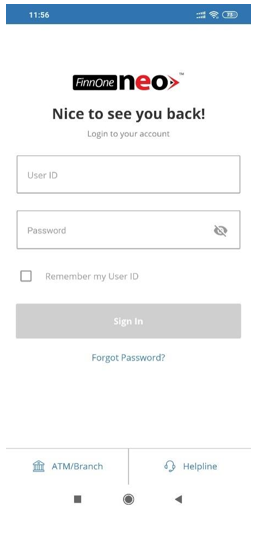 11:56
FinnOne neo™
Nice to see you back!
Login to your account
User ID
Password
Remember my User ID
Sign In
Forgot Password?
ATM/Branch
Helpline